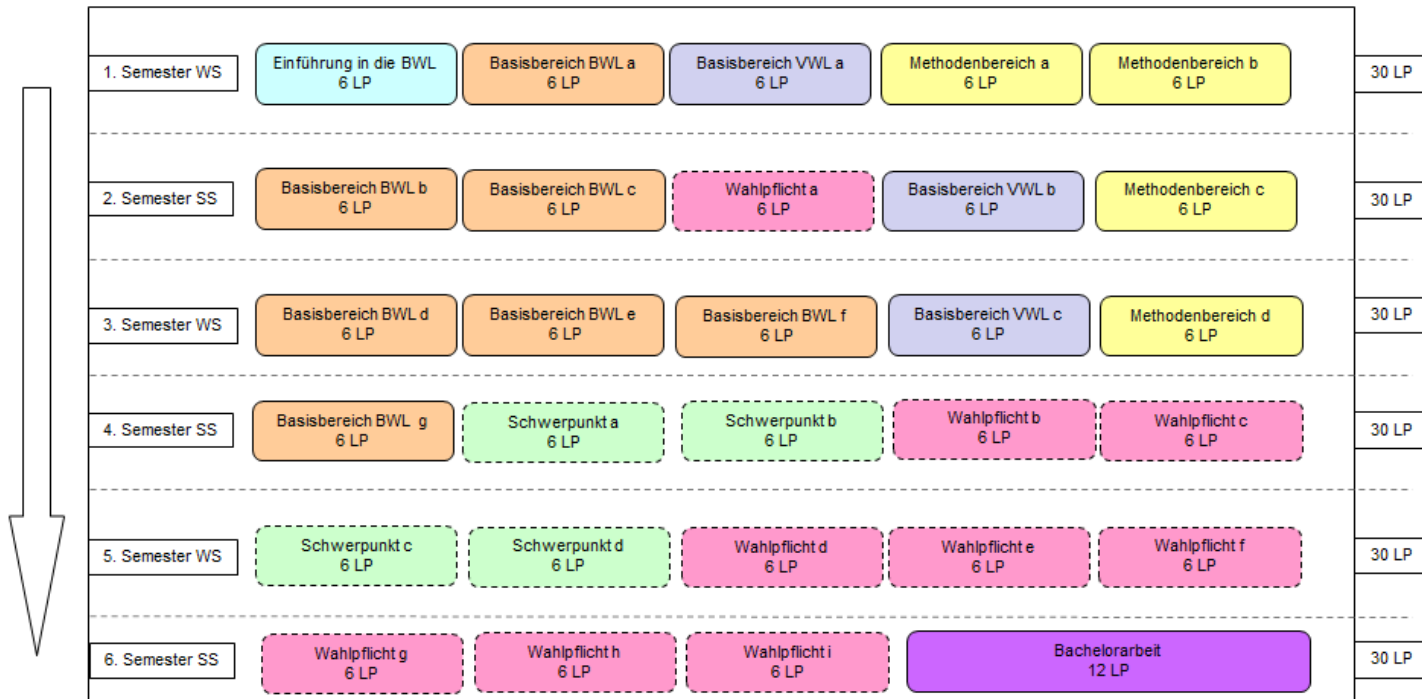 1. Semester WS
Einführung in die BWL
6 LP
Basisbereich BWL a
6 LP
Basisbereich VWL a
6 LP
Methodenbereich a
6 LP
Methodenbereich b
6 LP
30 LP
2. Semester SS
Basisbereich BWL b
6 LP
Basisbereich BWL c
6 LP
Wahlpflicht a
6 LP
Basisbereich VWL b
6 LP
Methodenbereich c
6 LP
30 LP
3. Semester WS
Basisbereich BWL d
6 LP
Basisbereich BWL e
6 LP
Basisbereich BWL f
6 LP
Basisbereich VWL c
6 LP
Methodenbereich d
6 LP
30 LP
4. Semester SS
Basisbereich BWL g
6 LP
Schwerpunkt a
6 LP
Schwerpunkt b
6 LP
Wahlpflicht b
6 LP
Wahlpflicht c
6 LP
30 LP
5. Semester WS
Schwerpunkt c
6 LP
Schwerpunkt d
6 LP
Wahlpflicht d
6 LP
Wahlpflicht e
6 LP
Wahlpflicht f
6 LP
30 LP
6. Semester SS
Wahlpflicht g
6 LP
Wahlpflicht h
6 LP
Wahlpflicht i
6 LP
Bachelorarbeit
12 LP
30 LP